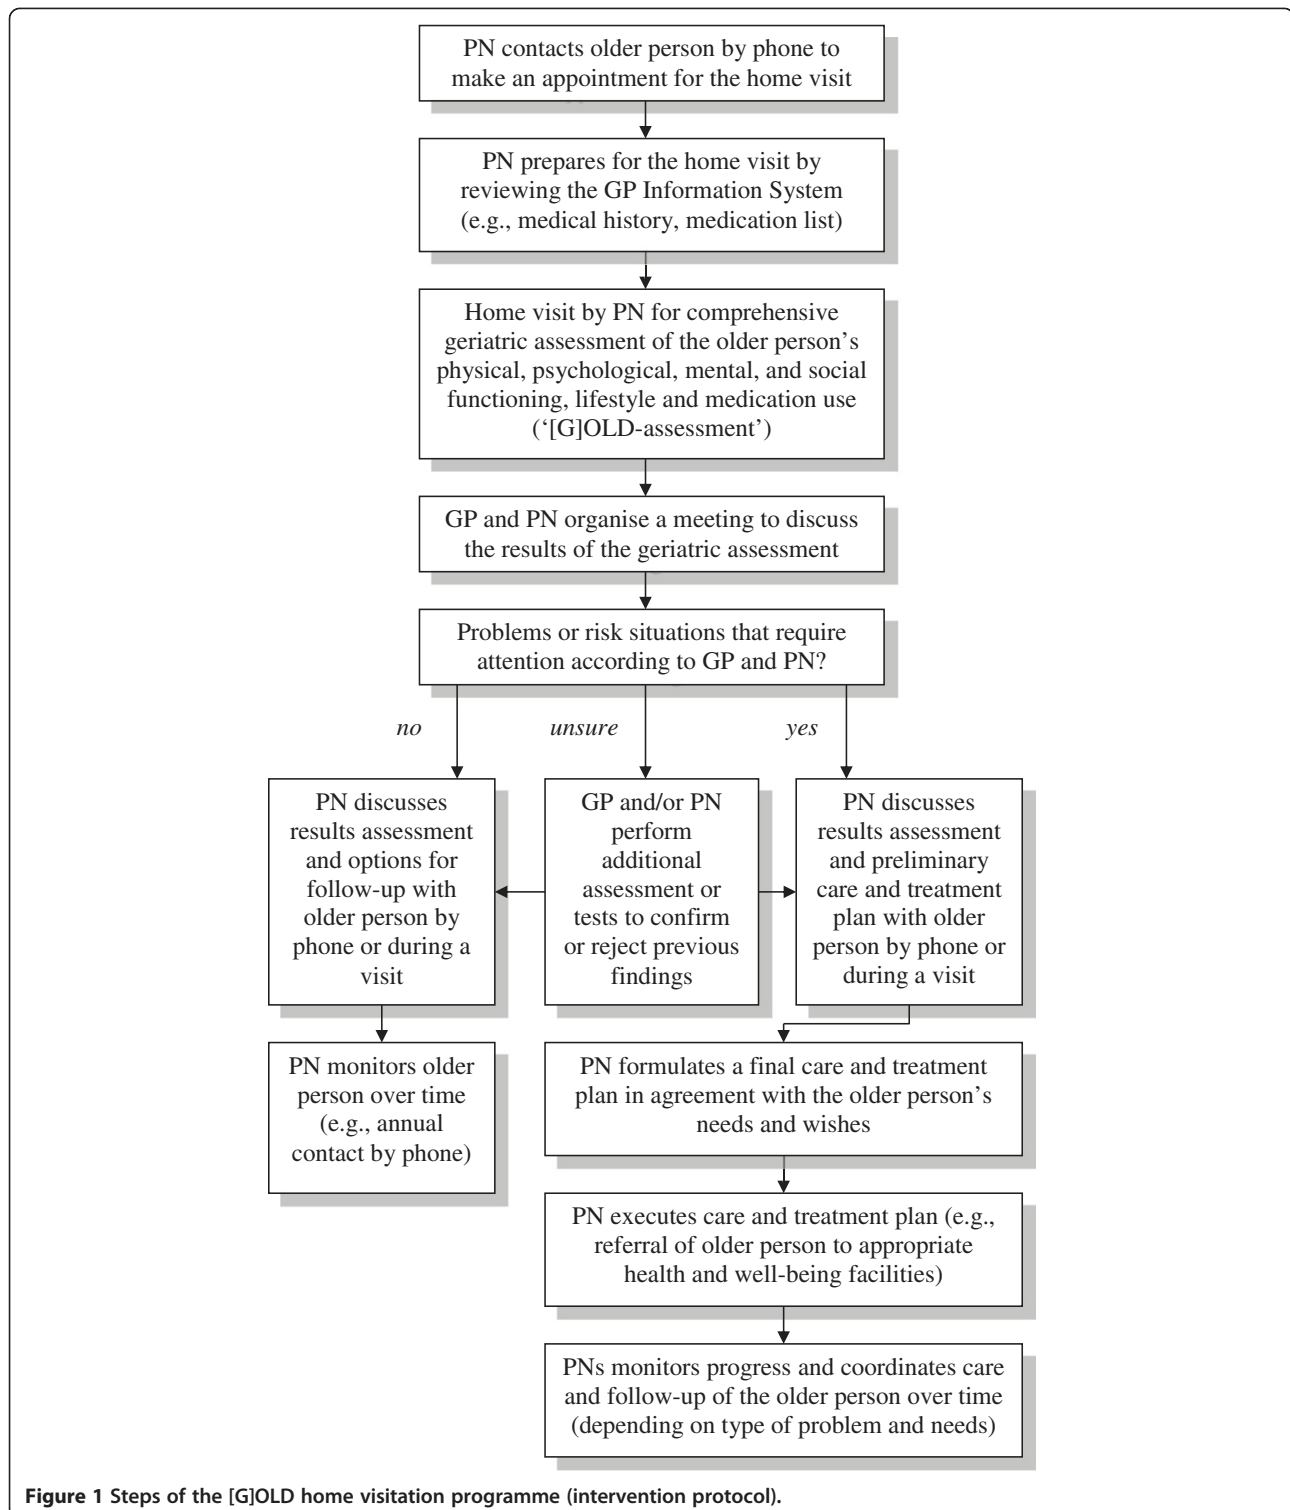 PN contacts older person by phone to
make an appointment for the home visit
PN prepares for the home visit by
reviewing the GP Information System
(e.g., medical history, medication list)
Home visit by PN for comprehensive
geriatric assessment of the older person’s
physical, psychological, mental, and social
functioning, lifestyle and medication use
(‘[G]OLD-assessment’)
GP and PN organise a meeting to discuss
the results of the geriatric assessment
Problems or risk situations that require
attention according to GP and PN?
no
unsure
yes
PN discusses
results assessment
and options for
follow-up with
older person by
phone or during a
visit
GP and/or PN
perform
additional
assessment or
tests to confirm
or reject previous
findings
PN discusses
results assessment
and preliminary
care and treatment
plan with older
person by phone or
during a visit
PN monitors older
person over time
(e.g., annual
contact by phone)
PN formulates a final care and treatment
plan in agreement with the older person’s
needs and wishes
PN executes care and treatment plan (e.g.,
referral of older person to appropriate
health and well-being facilities)
PNs monitors progress and coordinates care
and follow-up of the older person over time
(depending on type of problem and needs)
Figure 1 Steps of the [G]OLD home visitation programme (intervention protocol).